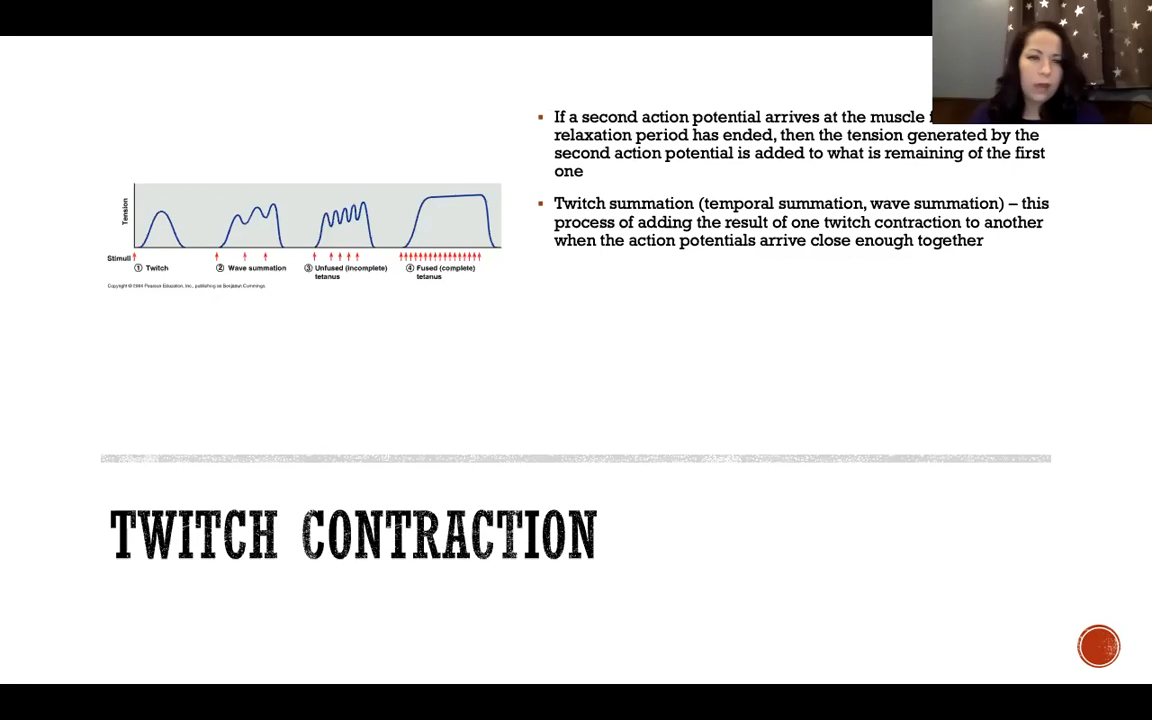 If a second action potential arrives at the muscle
relaxation period has ended, then the tension generated by the
second action potential is added to what is remaining of the first
one
Twitch summation (temporal summation, wave summation) – this
process of adding the result of one twitch contraction to another
when the action potentials arrive close enough together
Tension
Stimuli
① Twitch
② Wave summation
③ Unfused (incomplete)
tetanus
④ Fused (complete)
tetanus
Copyright © 2004 Pearson Education, Inc., publishing as Benjamin Cummings.
TWITCH CONTRACTION